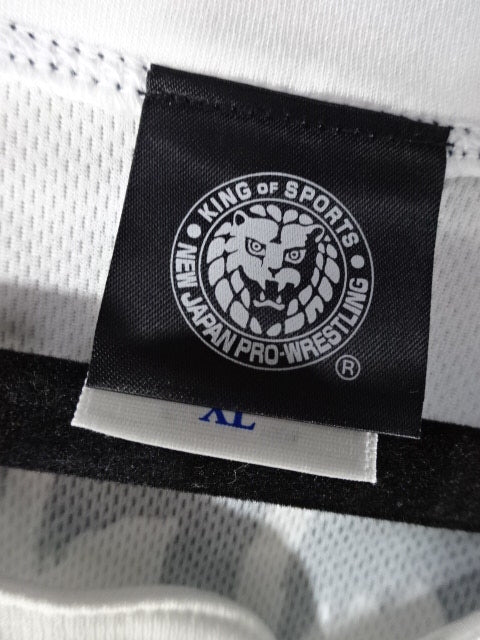 KING OF SPORTS
NEW JAPAN PRO-WRESTLING
®
XL